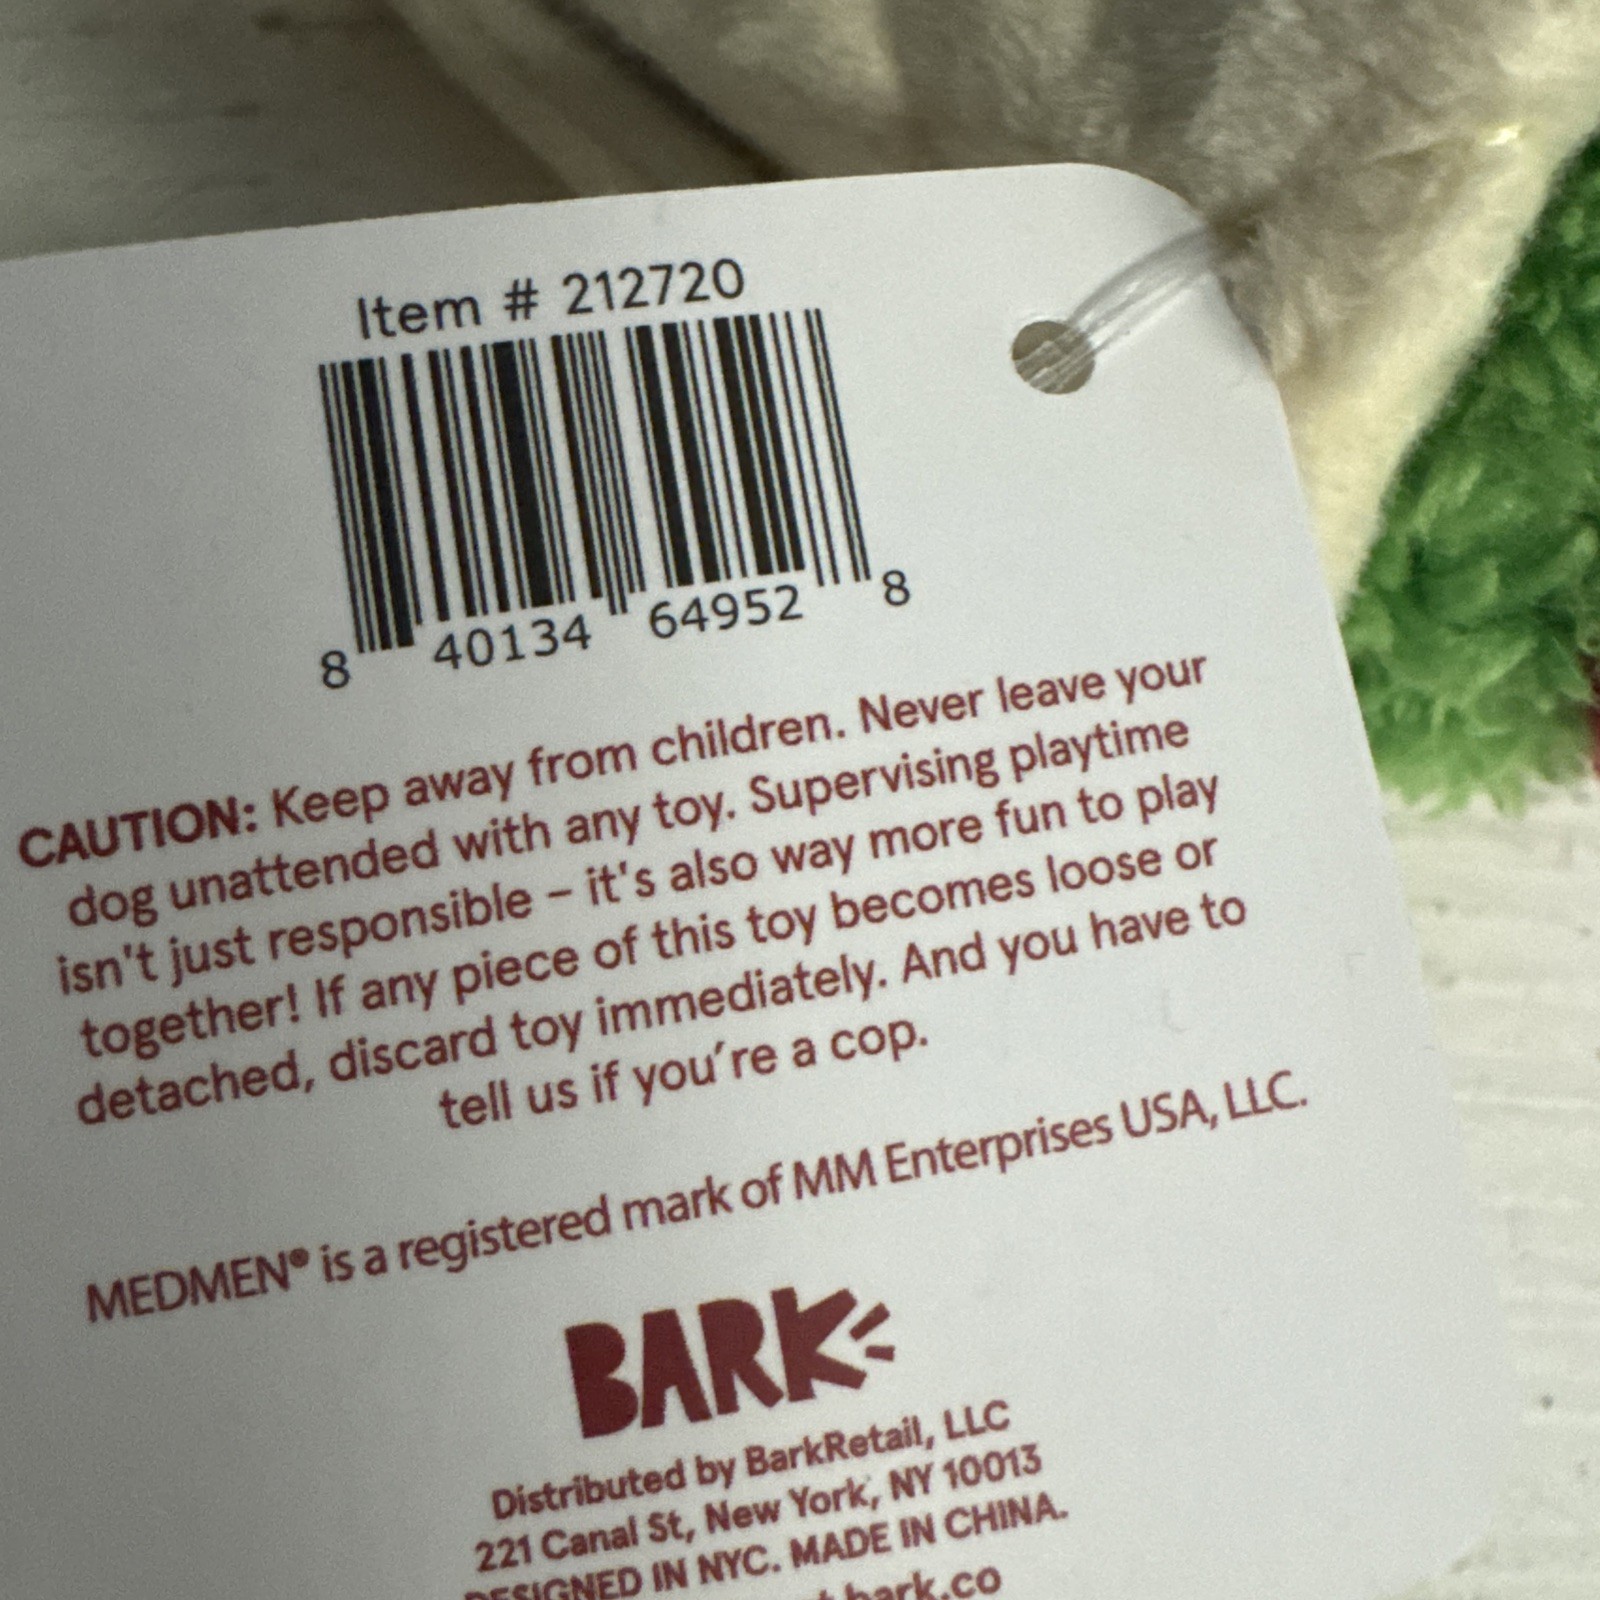 Item # 212720
8 40134 64952 8
CAUTION: Keep away from children. Never leave your
dog unattended with any toy. Supervising playtime
isn't just responsible – it's also way more fun to play
together! If any piece of this toy becomes loose or
detached, discard toy immediately. And you have to
tell us if you're a cop.
MEDMEN® is a registered mark of MM Enterprises USA, LLC.
BARK
Distributed by BarkRetail, LLC
221 Canal St, New York, NY 10013
DESIGNED IN NYC. MADE IN CHINA.
bark.co